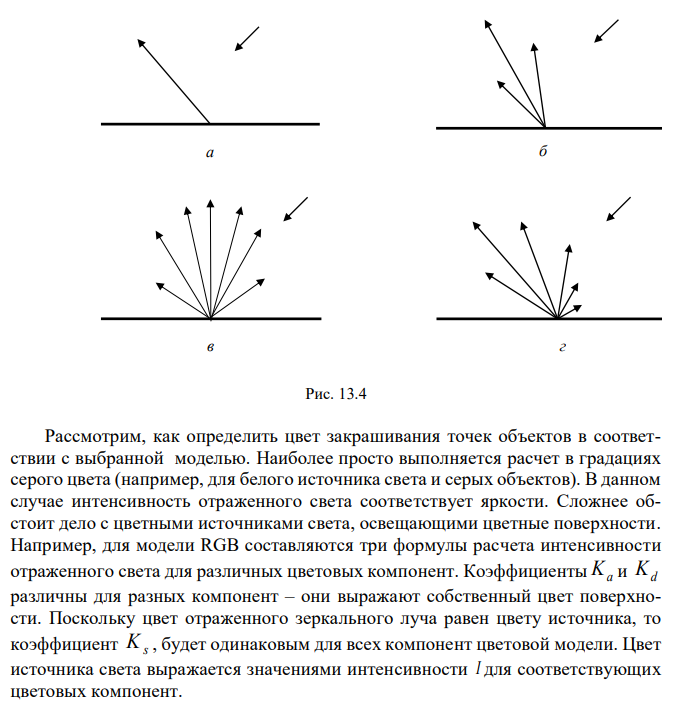 а
б
в
г
Рис. 13.4
Рассмотрим, как определить цвет закрашивания точек объектов в соответ-
ствии с выбранной моделью. Наиболее просто выполняется расчет в градациях
серого цвета (например, для белого источника света и серых объектов). В данном
случае интенсивность отраженного света соответствует яркости. Сложнее об-
стоит дело с цветными источниками света, освещающими цветные поверхности.
Например, для модели RGB составляются три формулы расчета интенсивности
отраженного света для различных цветовых компонент. Коэффициенты K_a и K_d
различны для разных компонент – они выражают собственный цвет поверхно-
сти. Поскольку цвет отраженного зеркального луча равен цвету источника, то
коэффициент K_s , будет одинаковым для всех компонент цветовой модели. Цвет
источника света выражается значениями интенсивности I для соответствующих
цветовых компонент.